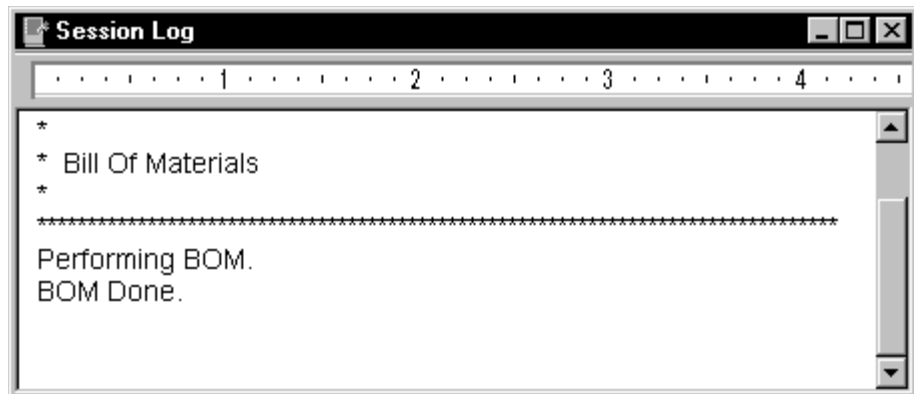 Session Log
1 2 3 4
*
* Bill Of Materials
*
********************************************************************************
Performing BOM.
BOM Done.